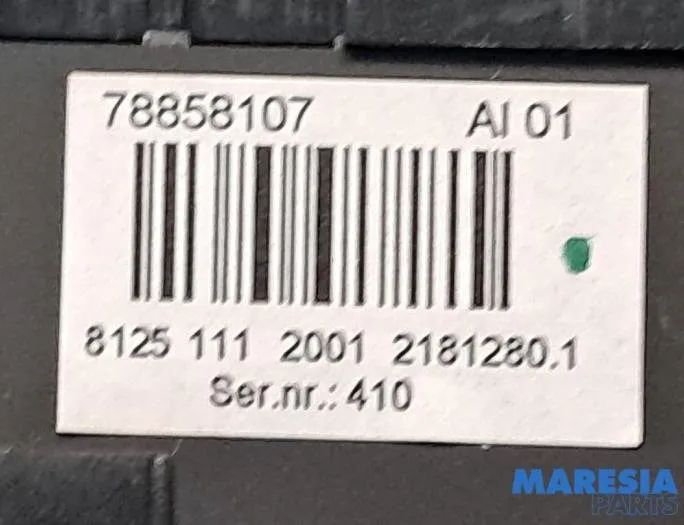 78858107 AI 01
8125 111 2001 2181280.1
Ser.nr.: 410
MARESIA
PARTS